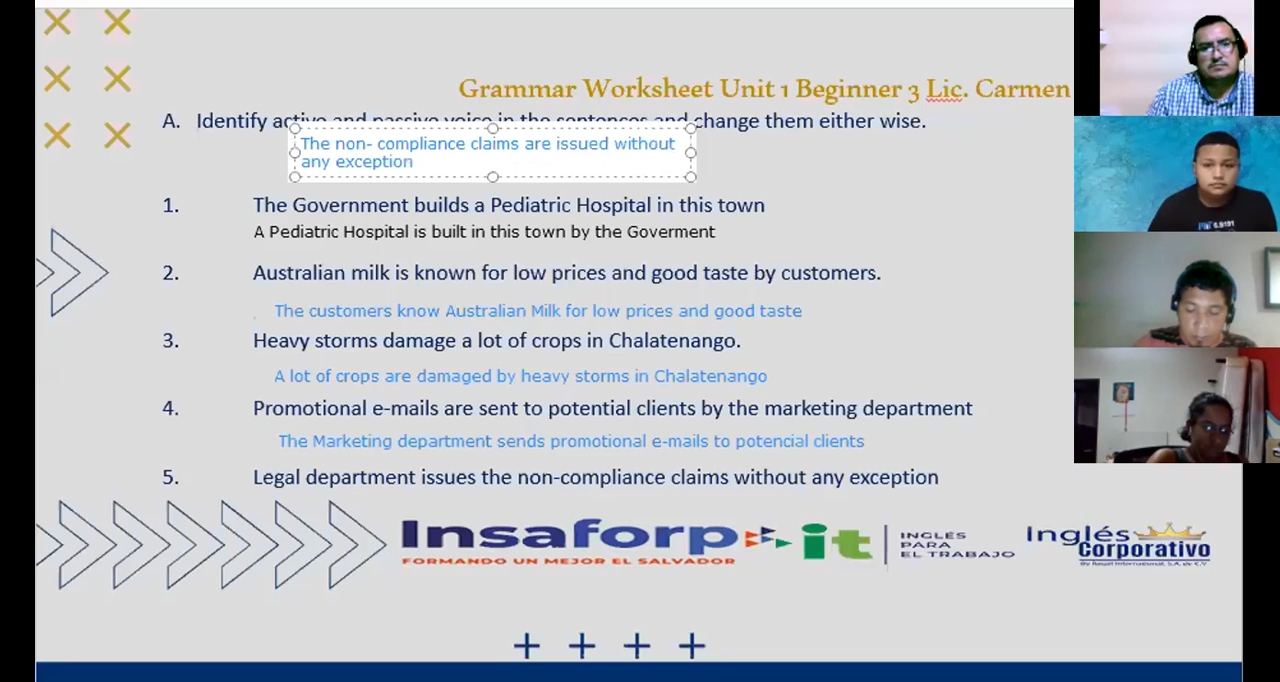 Grammar Worksheet Unit 1 Beginner 3 Lic. Carmen
A. Identify active and passive voice in the sentences and change them either wise.
The non- compliance claims are issued without
any exception
1. The Government builds a Pediatric Hospital in this town
A Pediatric Hospital is built in this town by the Goverment
2. Australian milk is known for low prices and good taste by customers.
The customers know Australian Milk for low prices and good taste
3. Heavy storms damage a lot of crops in Chalatenango.
A lot of crops are damaged by heavy storms in Chalatenango
4. Promotional e-mails are sent to potential clients by the marketing department
The Marketing department sends promotional e-mails to potencial clients
5. Legal department issues the non-compliance claims without any exception
Insaforp
FORMANDO UN MEJOR EL SALVADOR
it
INGLÉS
PARA
EL TRABAJO
Inglés
Corporativo